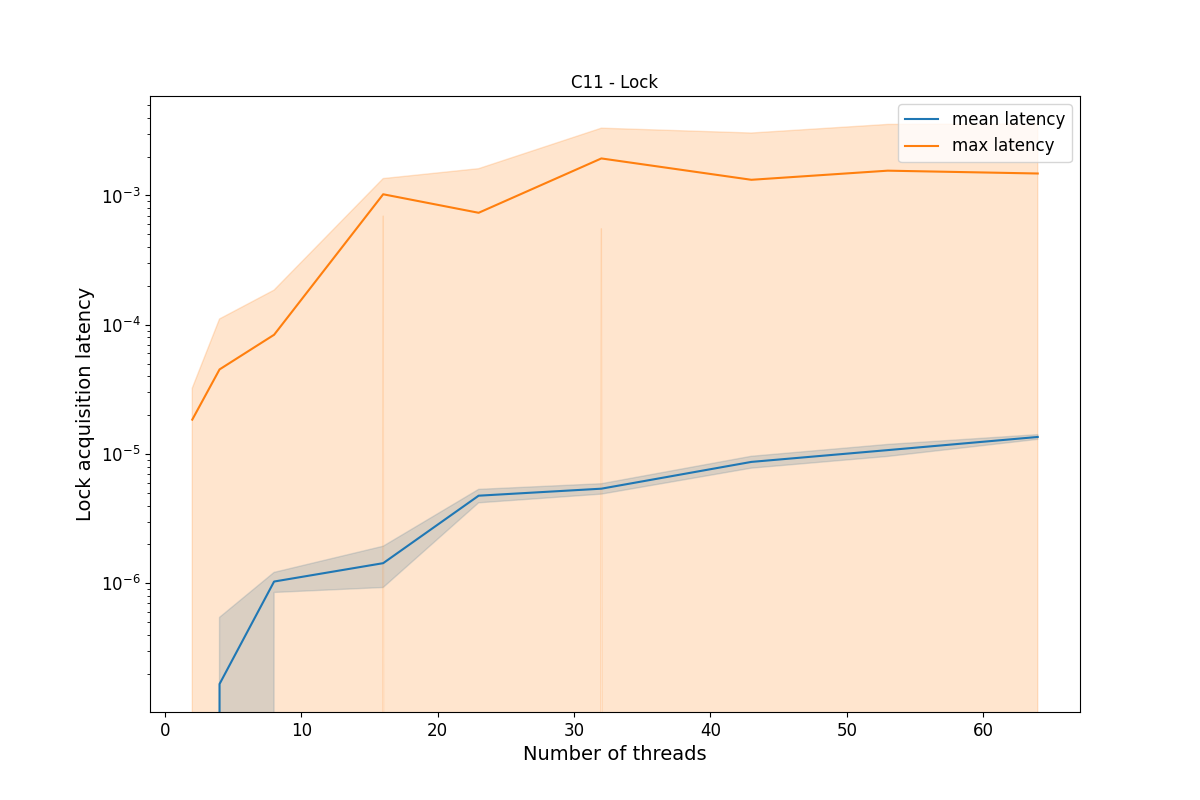 C11 - Lock
mean latency
max latency
Lock acquisition latency
10⁻³
10⁻⁴
10⁻⁵
10⁻⁶
0 10 20 30 40 50 60
Number of threads